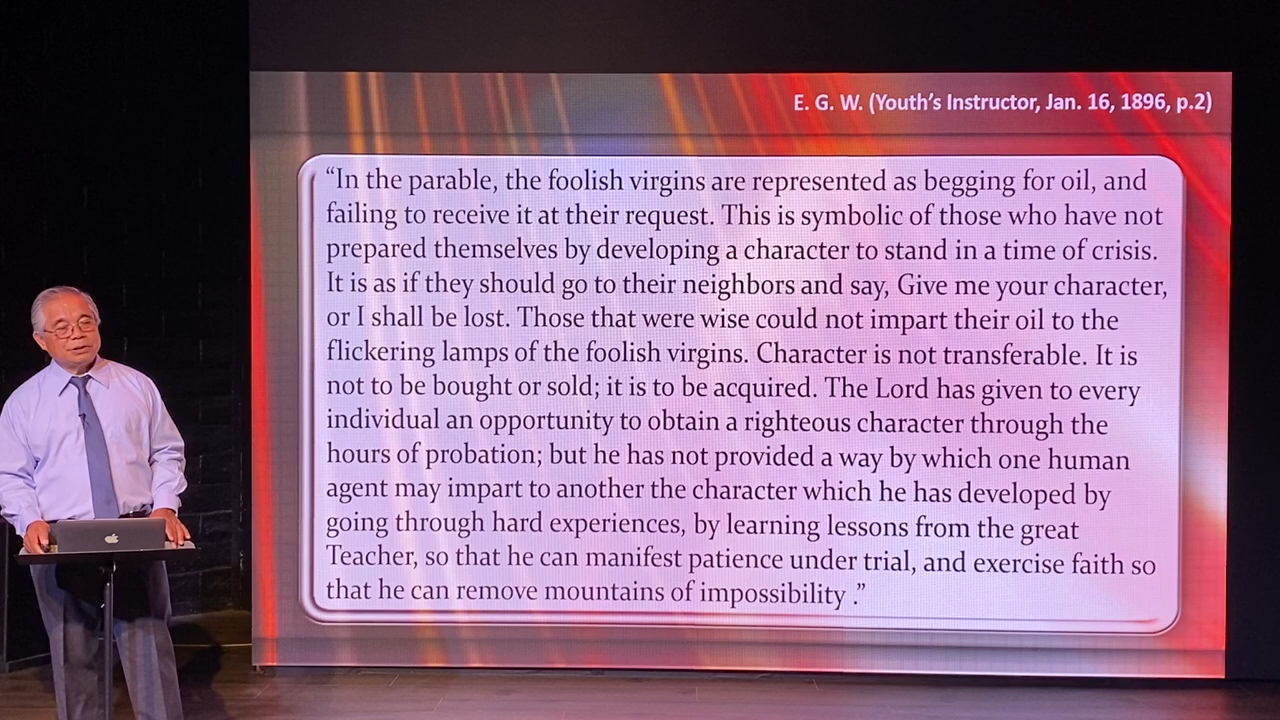 E. G. W. (Youth's Instructor, Jan. 16, 1896, p.2)
“In the parable, the foolish virgins are represented as begging for oil, and
failing to receive it at their request. This is symbolic of those who have not
prepared themselves by developing a character to stand in a time of crisis.
It is as if they should go to their neighbors and say, Give me your character,
or I shall be lost. Those that were wise could not impart their oil to the
flickering lamps of the foolish virgins. Character is not transferable. It is
not to be bought or sold; it is to be acquired. The Lord has given to every
individual an opportunity to obtain a righteous character through the
hours of probation; but he has not provided a way by which one human
agent may impart to another the character which he has developed by
going through hard experiences, by learning lessons from the great
Teacher, so that he can manifest patience under trial, and exercise faith so
that he can remove mountains of impossibility .”